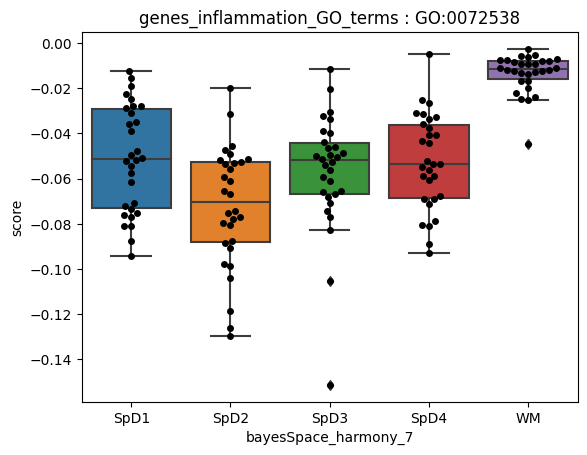 genes_inflammation_GO_terms : GO:0072538
0.00
−0.02
−0.04
−0.06
−0.08
−0.10
−0.12
−0.14
score
SpD1 SpD2 SpD3 SpD4 WM
bayesSpace_harmony_7